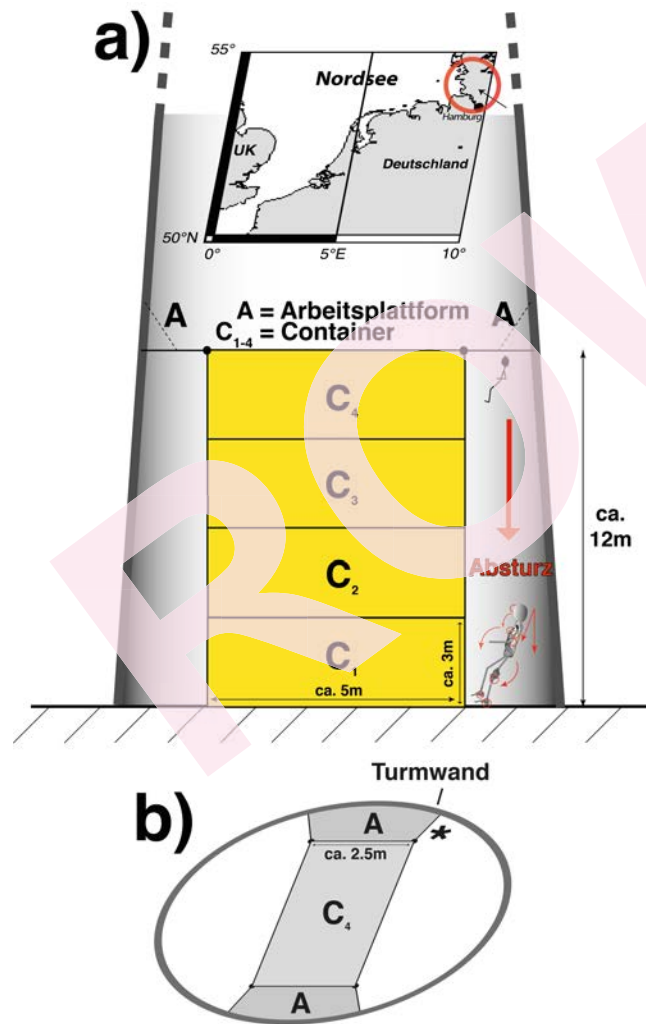 a)
55°
Nordsee
Hamburg
UK
Deutschland
50°N
0°
5°E
10°
A
A = Arbeitsplattform
A
C1-4 = Container
C4
C3
ca.
12m
Absturz
C2
C1
ca. 3m
ca. 5m
Turmwand
b)
A
*
ca. 2.5m
C4
A
ROW